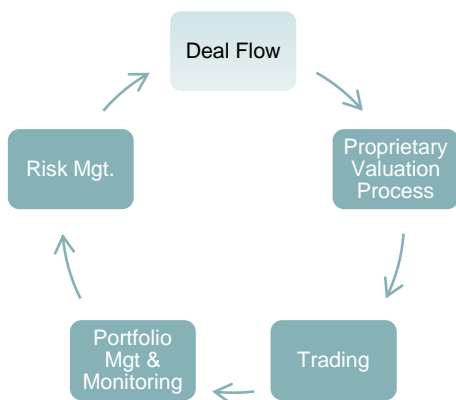 Deal Flow
Proprietary
Valuation
Process
Trading
Portfolio
Mgt &
Monitoring
Risk Mgt.